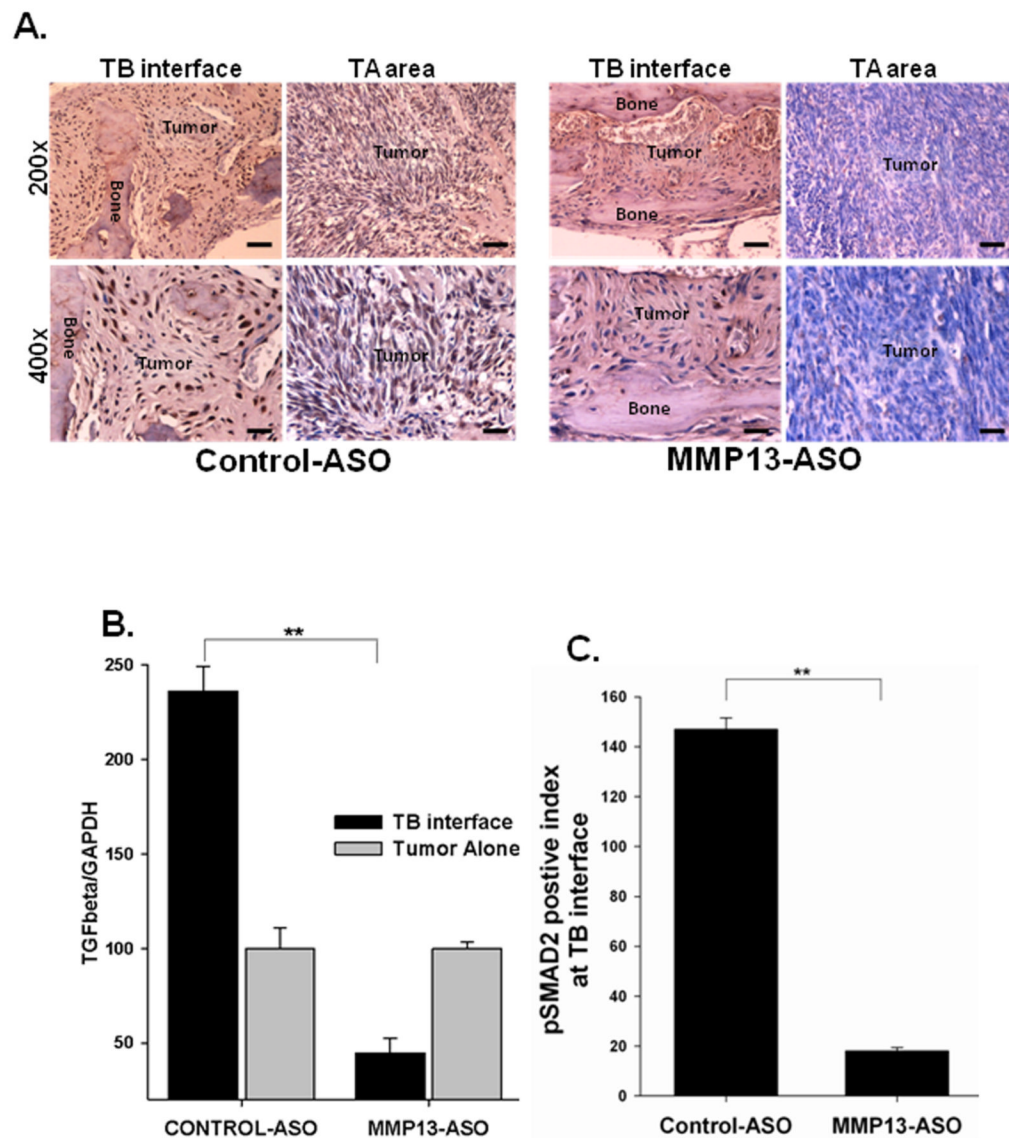 A.
TB interface TA area TB interface TA area
200x
Tumor
Bone
Tumor
Bone
Tumor
Bone
Tumor
400x
Bone
Tumor
Tumor
Tumor
Bone
Tumor
Control-ASO MMP13-ASO
B.
**
TGFbeta/GAPDH
250
200
150
100
50
TB interface
Tumor Alone
CONTROL-ASO MMP13-ASO
C.
**
pSMAD2 postive index
at TB interface
160
140
120
100
80
60
40
20
0
Control-ASO MMP13-ASO